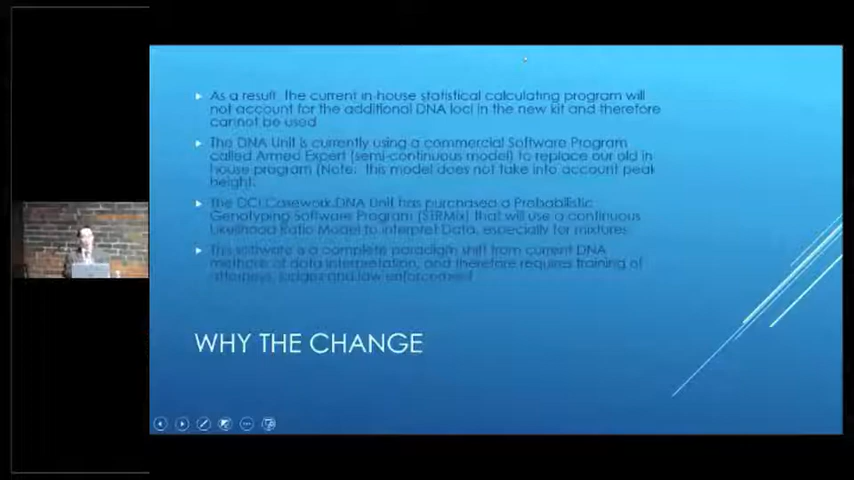 As a result, the current in-house statistical calculating program will
not account for the additional DNA loci in the new kit and therefore
cannot be used
The DNA Unit is currently using a commercial Software Program
called Armed Expert (semi-continuous model) to replace our old in
house program (Note: this model does not take into account peak
height).
The DCI Casework DNA Unit has purchased a Probabilistic
Genotyping Software Program (STRMix) that will use a continuous
Likelihood Ratio Model to interpret Data, especially for mixtures
This software is a complete paradigm shift from current DNA
methods of data interpretation, and therefore requires training of
attorneys, judges and law enforcement
WHY THE CHANGE